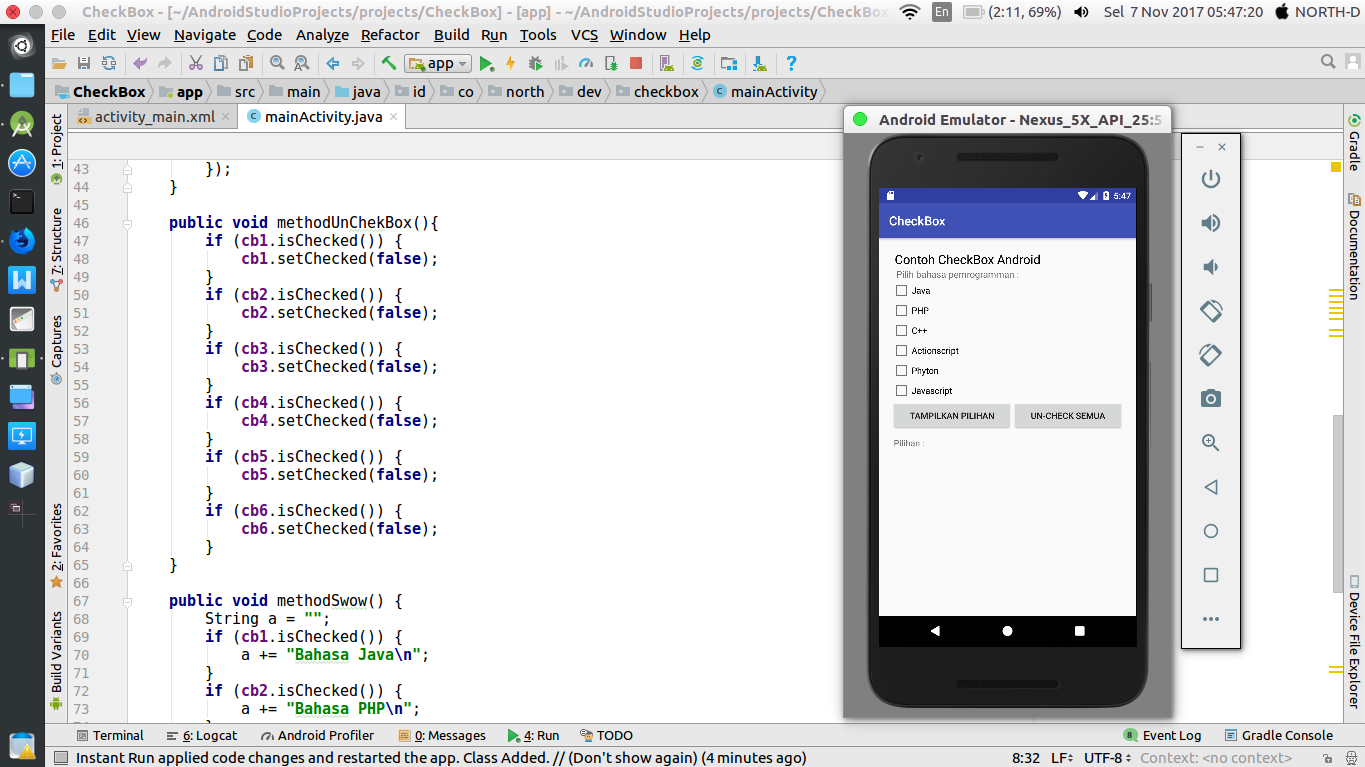 CheckBox - [~/AndroidStudioProjects/projects/CheckBox] - [app] - ~/AndroidStudioProjects/projects/CheckBox
En (2:11, 69%) Sel 7 Nov 2017 05:47:20 NORTH-D
File Edit View Navigate Code Analyze Refactor Build Run Tools VCS Window Help
app
CheckBox app src main java id co north dev checkbox mainActivity
activity_main.xml mainActivity.java
1: Project
7: Structure
Captures
2: Favorites
Build Variants
43 });
44 }
45
46 public void methodUnChekBox(){
47 if (cb1.isChecked()) {
48 cb1.setChecked(false);
49 }
50 if (cb2.isChecked()) {
51 cb2.setChecked(false);
52 }
53 if (cb3.isChecked()) {
54 cb3.setChecked(false);
55 }
56 if (cb4.isChecked()) {
57 cb4.setChecked(false);
58 }
59 if (cb5.isChecked()) {
60 cb5.setChecked(false);
61 }
62 if (cb6.isChecked()) {
63 cb6.setChecked(false);
64 }
65 }
66
67 public void methodSwow() {
68 String a = "";
69 if (cb1.isChecked()) {
70 a += "Bahasa Java\n";
71 }
72 if (cb2.isChecked()) {
73 a += "Bahasa PHP\n";
Android Emulator - Nexus_5X_API_25:5
5:47
CheckBox
Contoh CheckBox Android
Pilih bahasa pemrogramman :
Java
PHP
C++
Actionscript
Phyton
Javascript
TAMPILKAN PILIHAN UN-CHECK SEMUA
Pilihan :
Gradle
Documentation
Device File Explorer
Terminal 6: Logcat Android Profiler 0: Messages 4: Run TODO 8 Event Log Gradle Console
Instant Run applied code changes and restarted the app. Class Added. // (Don't show again) (4 minutes ago) 8:32 LF UTF-8 Context: <no context>